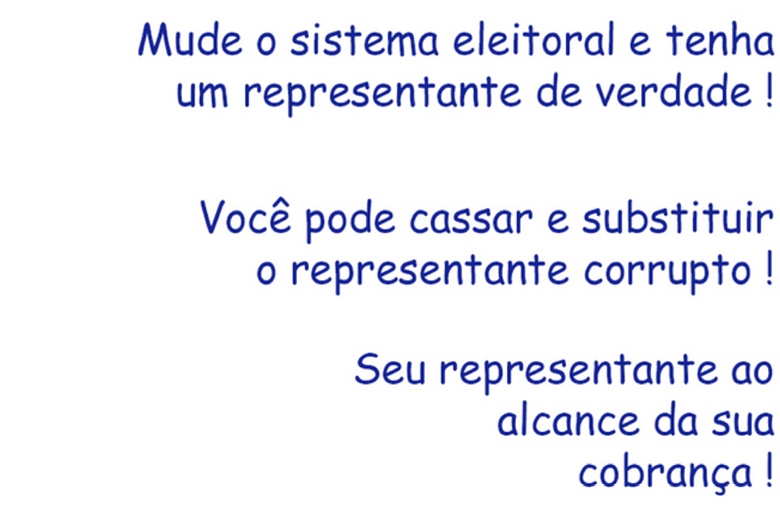 Mude o sistema eleitoral e tenha
um representante de verdade !
Você pode cassar e substituir
o representante corrupto !
Seu representante ao
alcance da sua
cobrança !